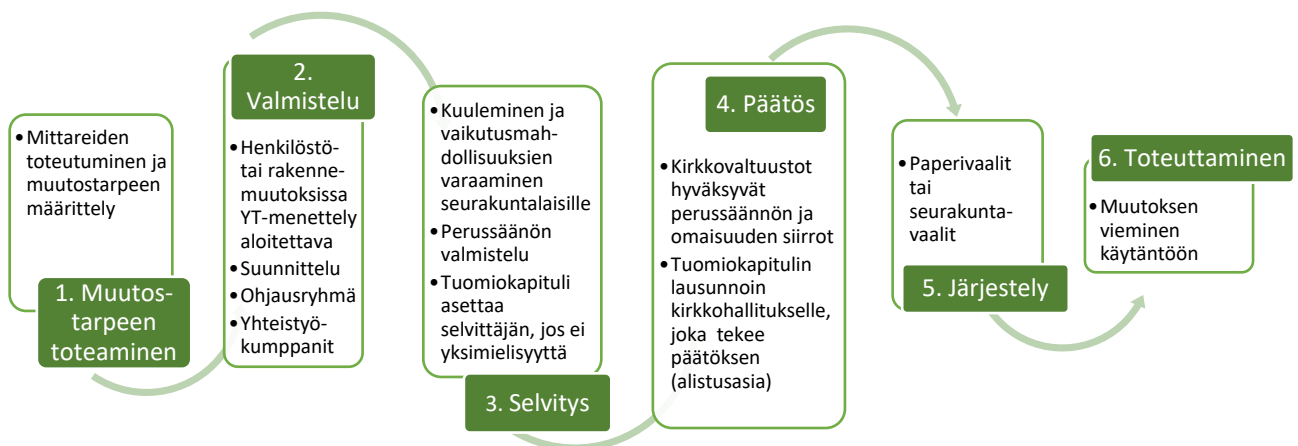 • Mittareiden
toteutuminen ja
muutostarpeen
määrittely
1. Muutos-
tarpeen
toteaminen
2.
Valmistelu
• Henkilöstö-
tai rakenne-
muutoksissa
YT-menettely
aloitettava
• Suunnittelu
• Ohjausryhmä
• Yhteistyö-
kumppanit
• Kuuleminen ja
vaikutusmah-
dollisuuksien
varaaminen
seurakuntalaisille
• Perussäännön
valmistelu
• Tuomiokapituli
asettaa
selvittäjän, jos ei
yksimielisyyttä
3. Selvitys
4. Päätös
• Kirkkovaltuustot
hyväksyvät
perussäännön ja
omaisuuden siirrot
• Tuomiokapitulin
lausunnoin
kirkkohallitukselle,
joka tekee
päätöksen
(alistusasia)
• Paperivaalit
tai
seurakunta-
vaalit
5. Järjestely
6. Toteuttaminen
• Muutoksen
vieminen
käytäntöön